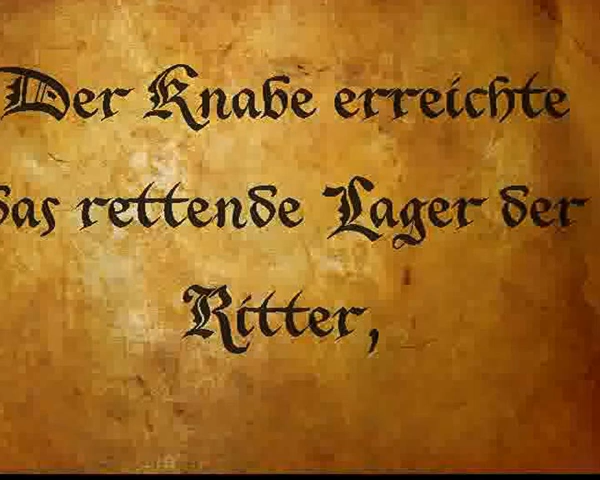 Der Knabe erreichte
das rettende Lager der
Ritter,